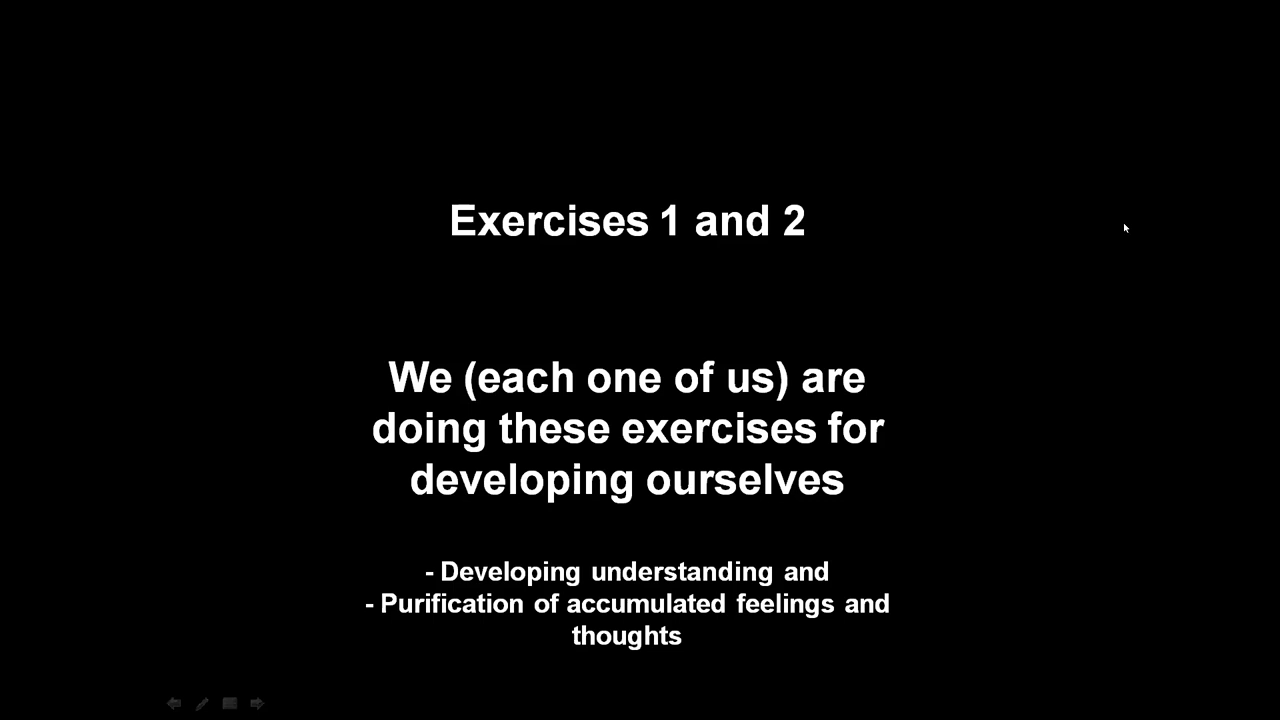 Exercises 1 and 2
We (each one of us) are
doing these exercises for
developing ourselves
- Developing understanding and
- Purification of accumulated feelings and
thoughts